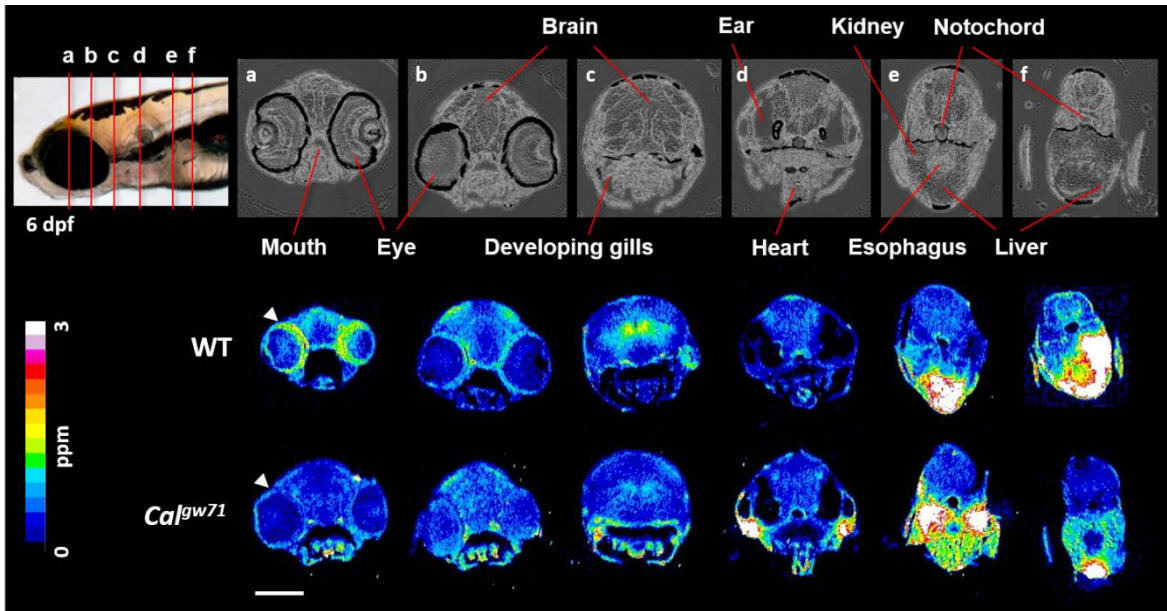 Brain Ear Kidney Notochord
a b c d e f
a b c d e f
6 dpf
Mouth Eye Developing gills Heart Esophagus Liver
WT
3
ppm
0
Cal^gw71